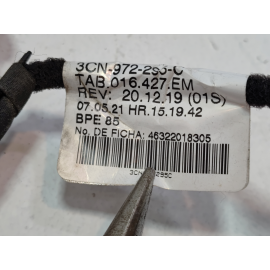 3CN-972-253-C
TAB.016.427.EM
REV: 20.12.19 (01S)
07.05.21 HR.15.19.42
BPE 85
No. DE FICHA: 46322018305